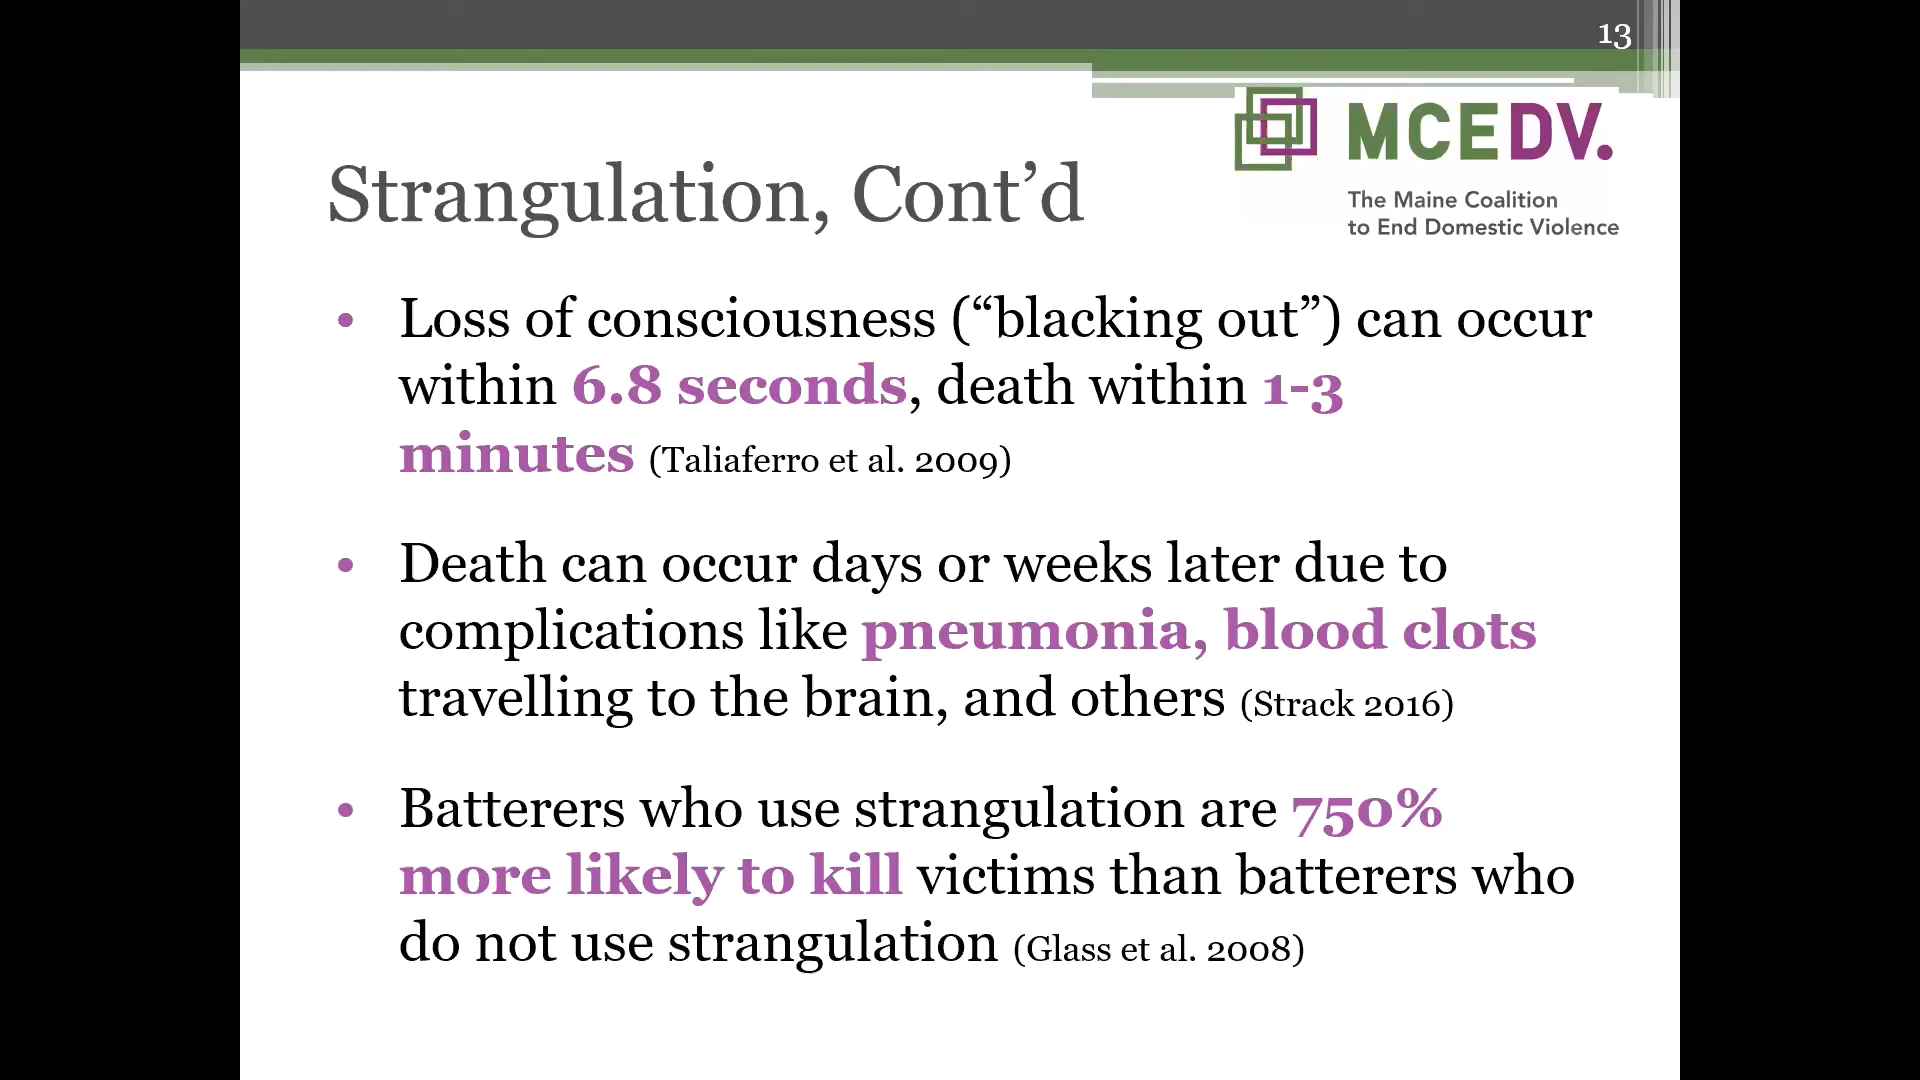 13
MCEDV.
The Maine Coalition
to End Domestic Violence
Strangulation, Cont’d
• Loss of consciousness (“blacking out”) can occur
within 6.8 seconds, death within 1-3
minutes (Taliaferro et al. 2009)
• Death can occur days or weeks later due to
complications like pneumonia, blood clots
travelling to the brain, and others (Strack 2016)
• Batterers who use strangulation are 750%
more likely to kill victims than batterers who
do not use strangulation (Glass et al. 2008)